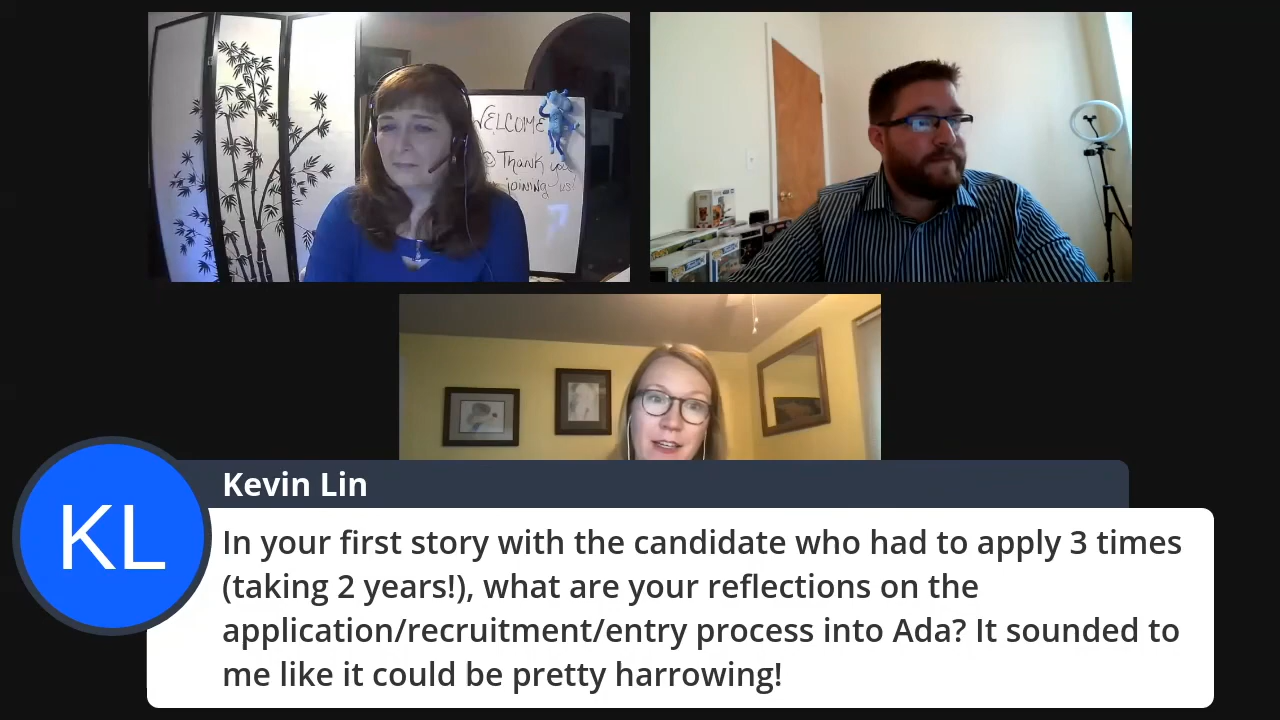 WELCOME
Thank you
joining us!
Kevin Lin
KL
In your first story with the candidate who had to apply 3 times
(taking 2 years!), what are your reflections on the
application/recruitment/entry process into Ada? It sounded to
me like it could be pretty harrowing!